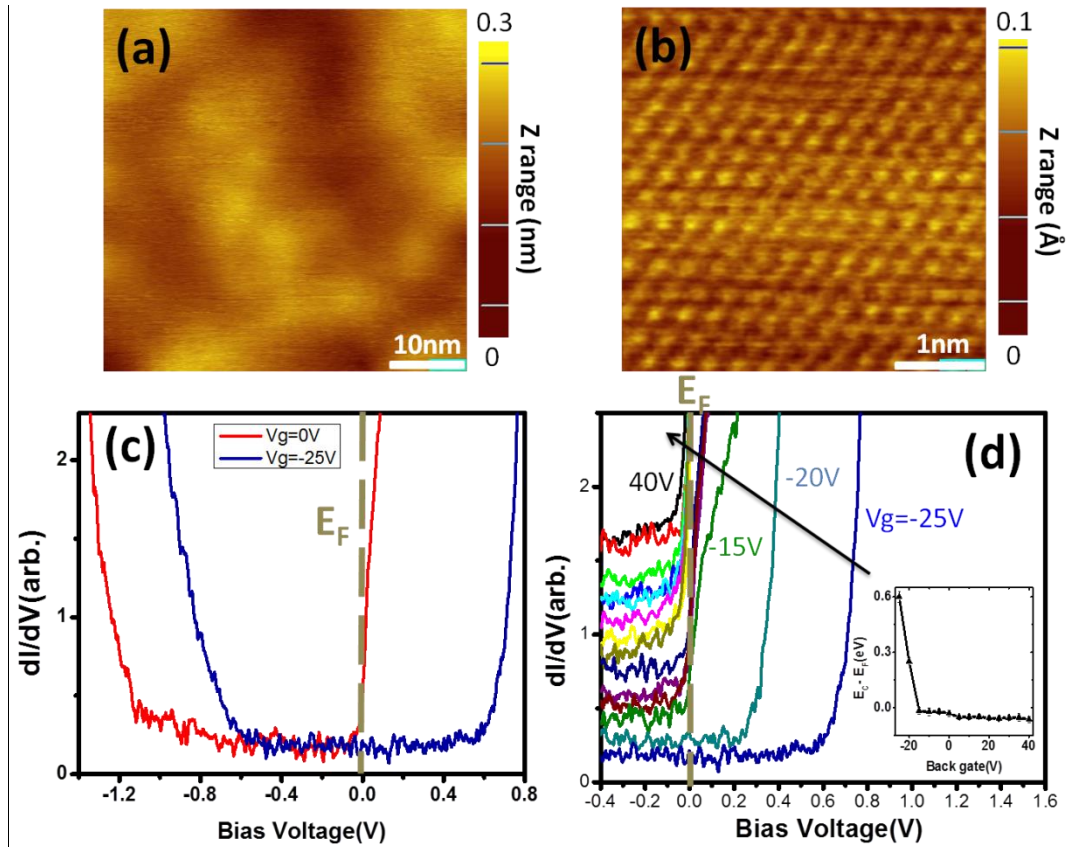 (a)
0.3
Z range (nm)
0
10nm
(b)
0.1
Z range (Å)
0
1nm
(c)
Vg=0V
Vg=-25V
E_F
dI/dV(arb.)
2
1
0
-1.2
-0.8
-0.4
0.0
0.4
0.8
Bias Voltage(V)
E_F
(d)
40V
-20V
-15V
Vg=-25V
dI/dV(arb.)
2
1
0
-0.4
-0.2
0.0
0.2
0.4
0.6
0.8
1.0
1.2
1.4
1.6
Bias Voltage(V)
E_C - E_F(eV)
0.6
0.3
0.0
-20
0
20
40
Back gate(V)